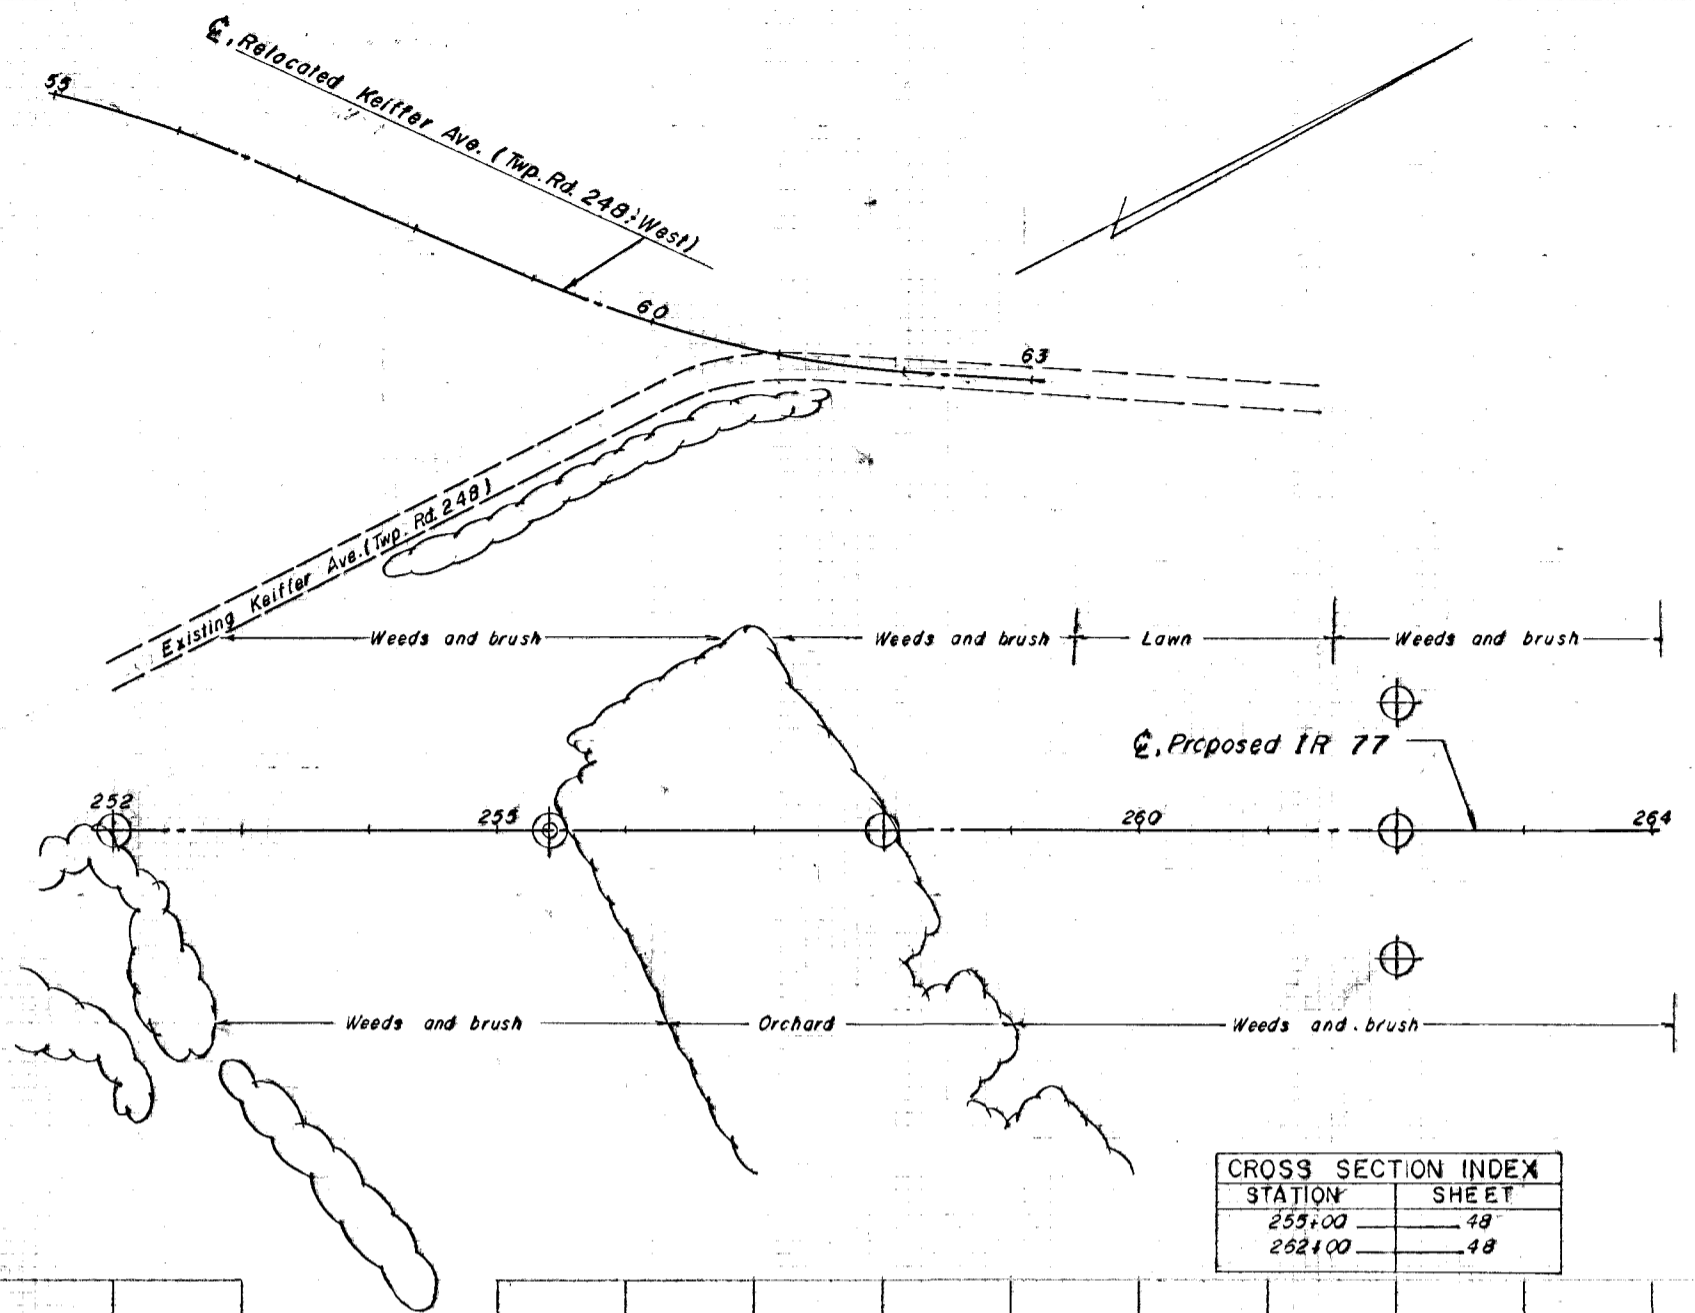 ℄, Relocated Keiffer Ave. (Twp. Rd. 248: West)
55
60
63
Existing Keiffer Ave. (Twp. Rd. 248)
Weeds and brush
Weeds and brush
Lawn
Weeds and brush
℄, Proposed IR 77
252
255
260
264
Weeds and brush
Orchard
Weeds and brush
CROSS SECTION INDEX
STATION SHEET
255+00 48
262+00 48